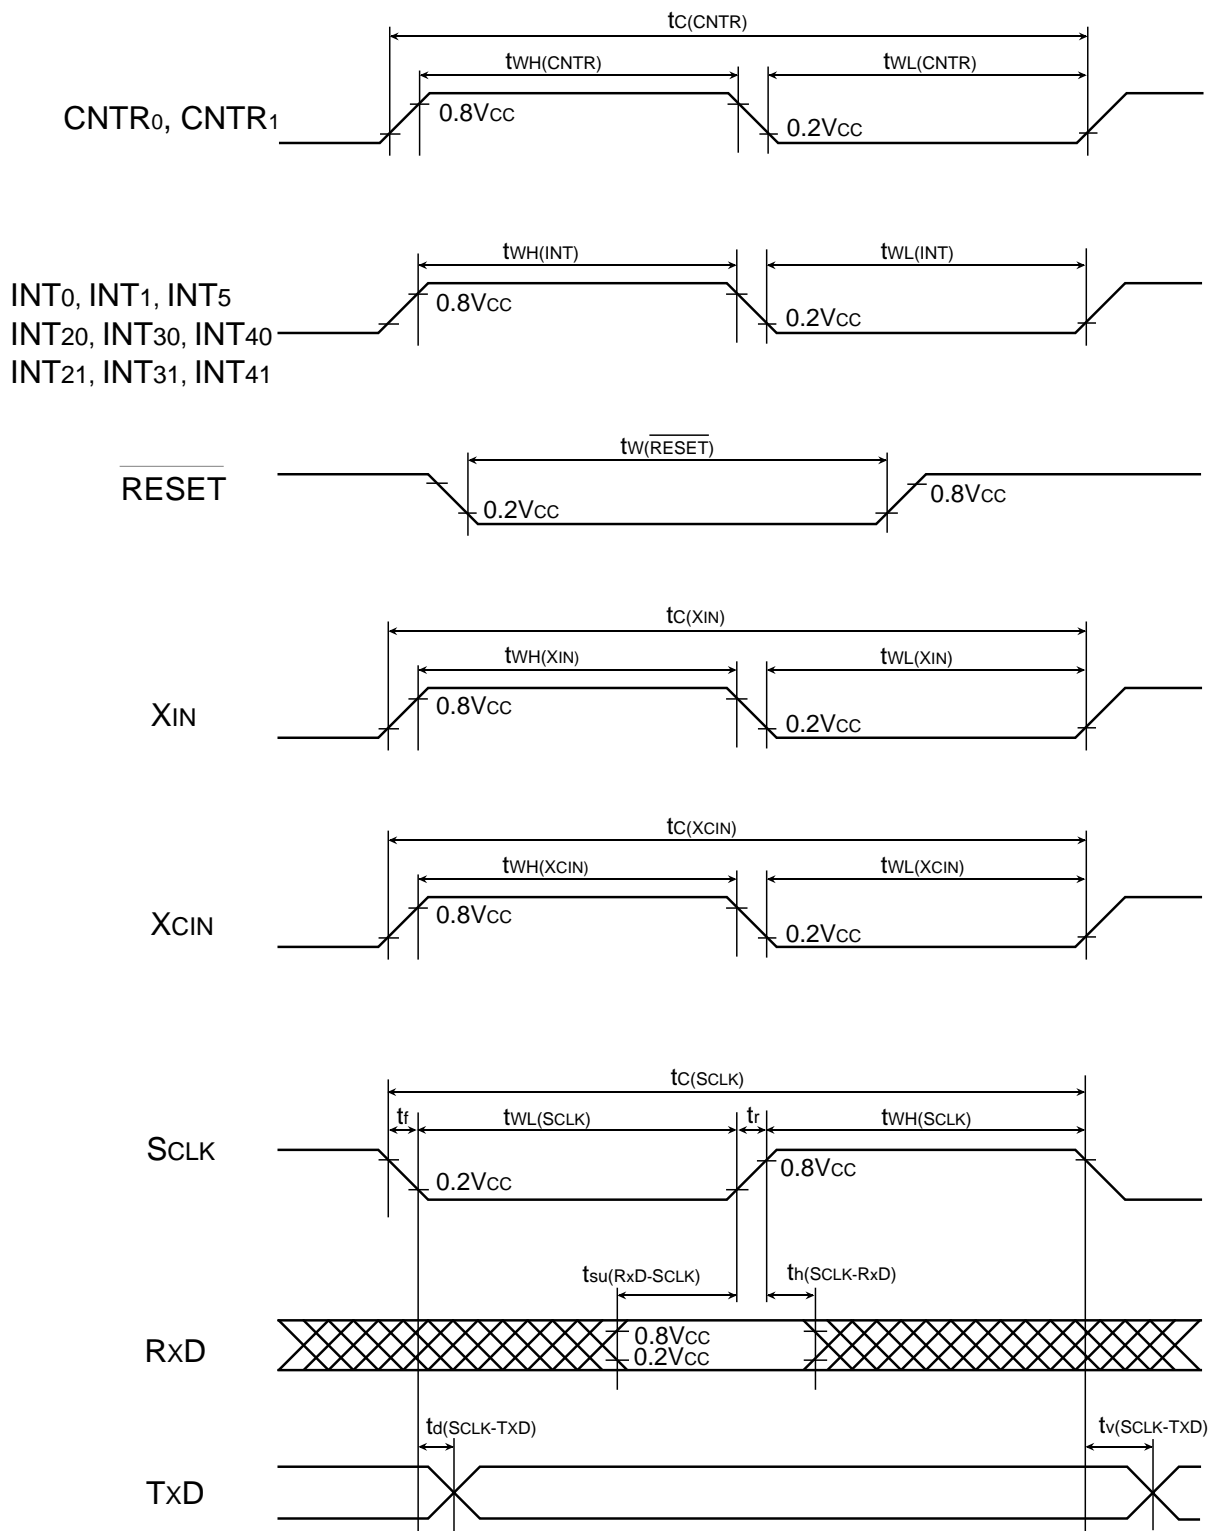 tC(CNTR)
tWH(CNTR) tWL(CNTR)
CNTR0, CNTR1
0.8VCC
0.2VCC
tWH(INT) tWL(INT)
INT0, INT1, INT5
INT20, INT30, INT40
INT21, INT31, INT41
0.8VCC
0.2VCC
tW(RESET)
RESET
0.2VCC
0.8VCC
tC(XIN)
tWH(XIN) tWL(XIN)
XIN
0.8VCC
0.2VCC
tC(XCIN)
tWH(XCIN) tWL(XCIN)
XCIN
0.8VCC
0.2VCC
tC(SCLK)
tf tWL(SCLK) tr tWH(SCLK)
SCLK
0.2VCC
0.8VCC
tsu(RxD-SCLK) th(SCLK-RxD)
RXD
0.8VCC
0.2VCC
td(SCLK-TXD) tv(SCLK-TXD)
TXD